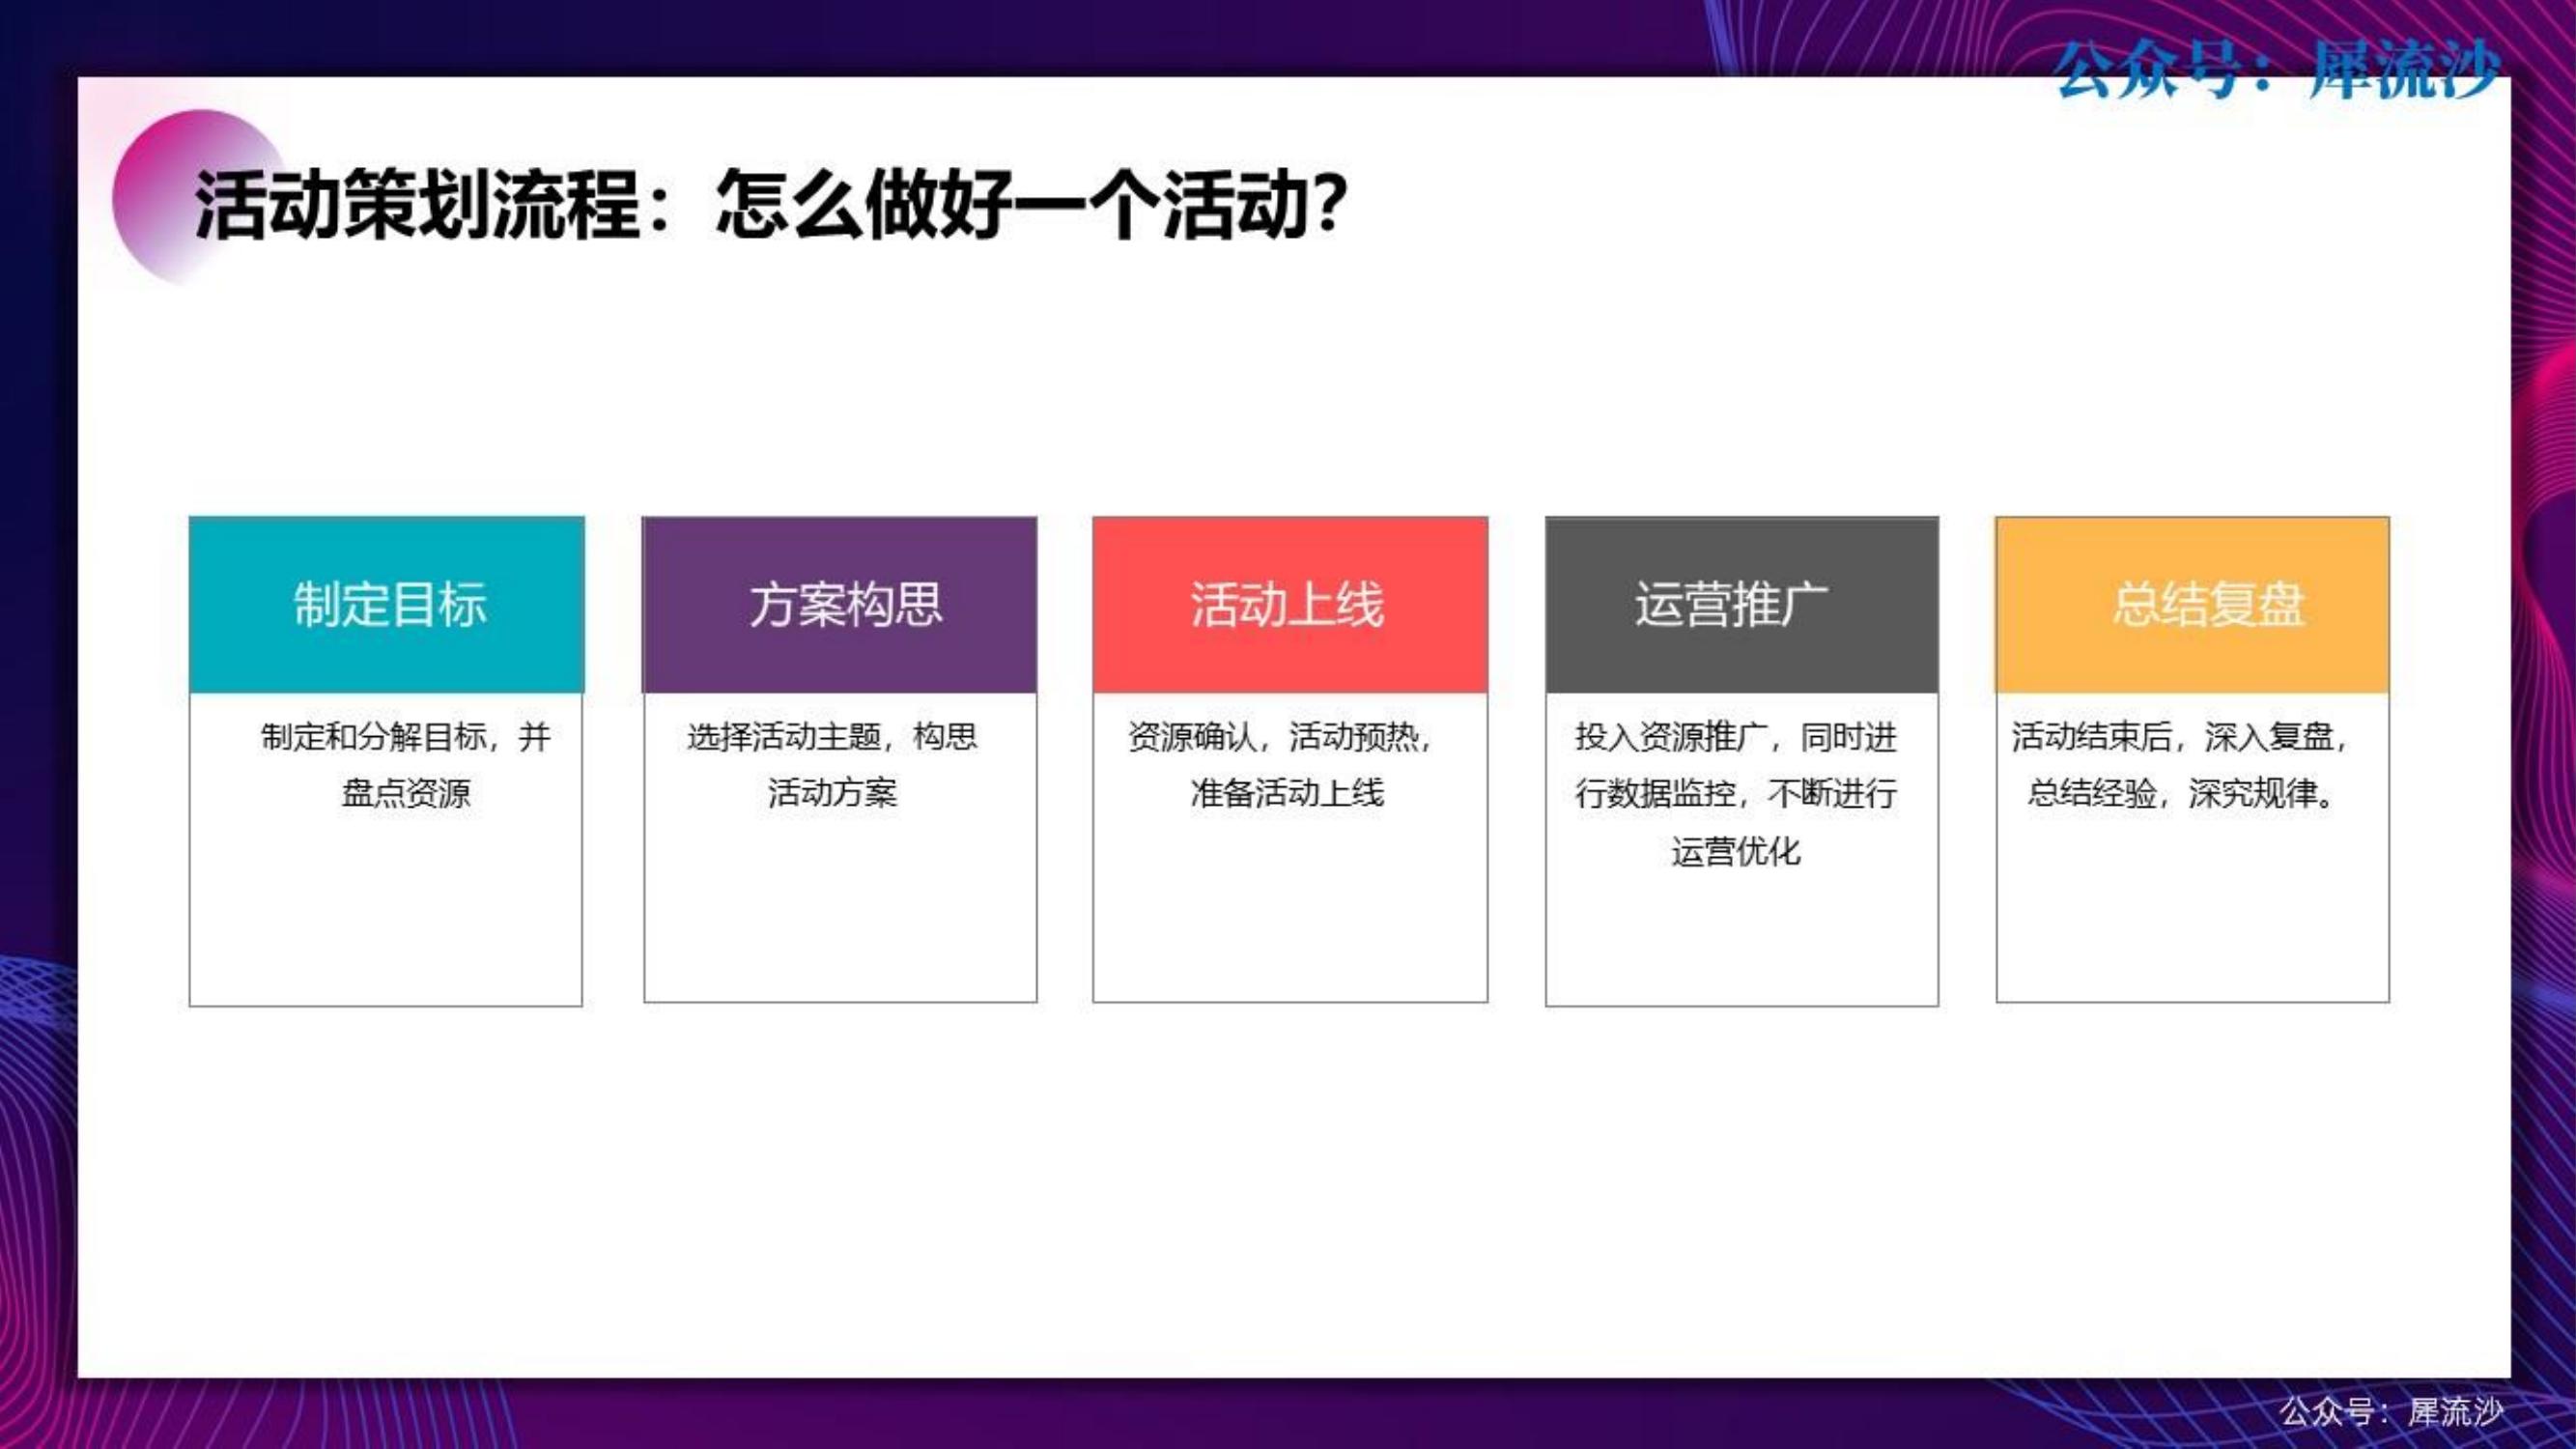 公众号：犀流沙
活动策划流程：怎么做好一个活动？
制定目标
制定和分解目标，并
盘点资源
方案构思
选择活动主题，构思
活动方案
活动上线
资源确认，活动预热，
准备活动上线
运营推广
投入资源推广，同时进
行数据监控，不断进行
运营优化
总结复盘
活动结束后，深入复盘，
总结经验，深究规律。
公众号：犀流沙